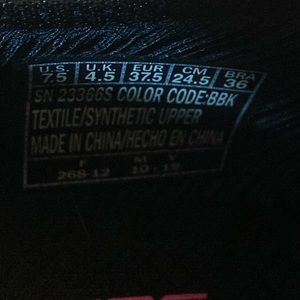 U.S. U.K. EUR CM BRA
7.5 4.5 37.5 24.5 36
SN 23366S COLOR CODE:BBK
TEXTILE/SYNTHETIC UPPER
MADE IN CHINA/HECHO EN CHINA
F M Y
268-12 10-19